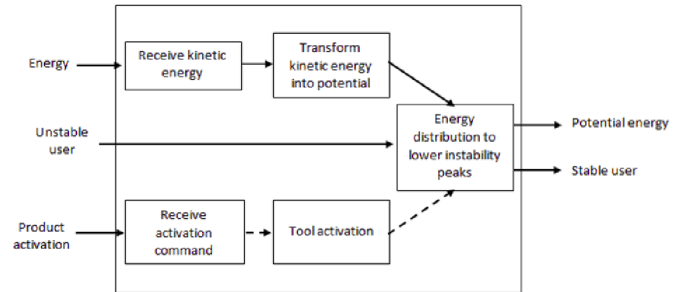 Energy
Receive kinetic
energy
Transform
kinetic energy
into potential
Unstable
user
Energy
distribution to
lower instability
peaks
Potential energy
Stable user
Product
activation
Receive
activation
command
Tool activation